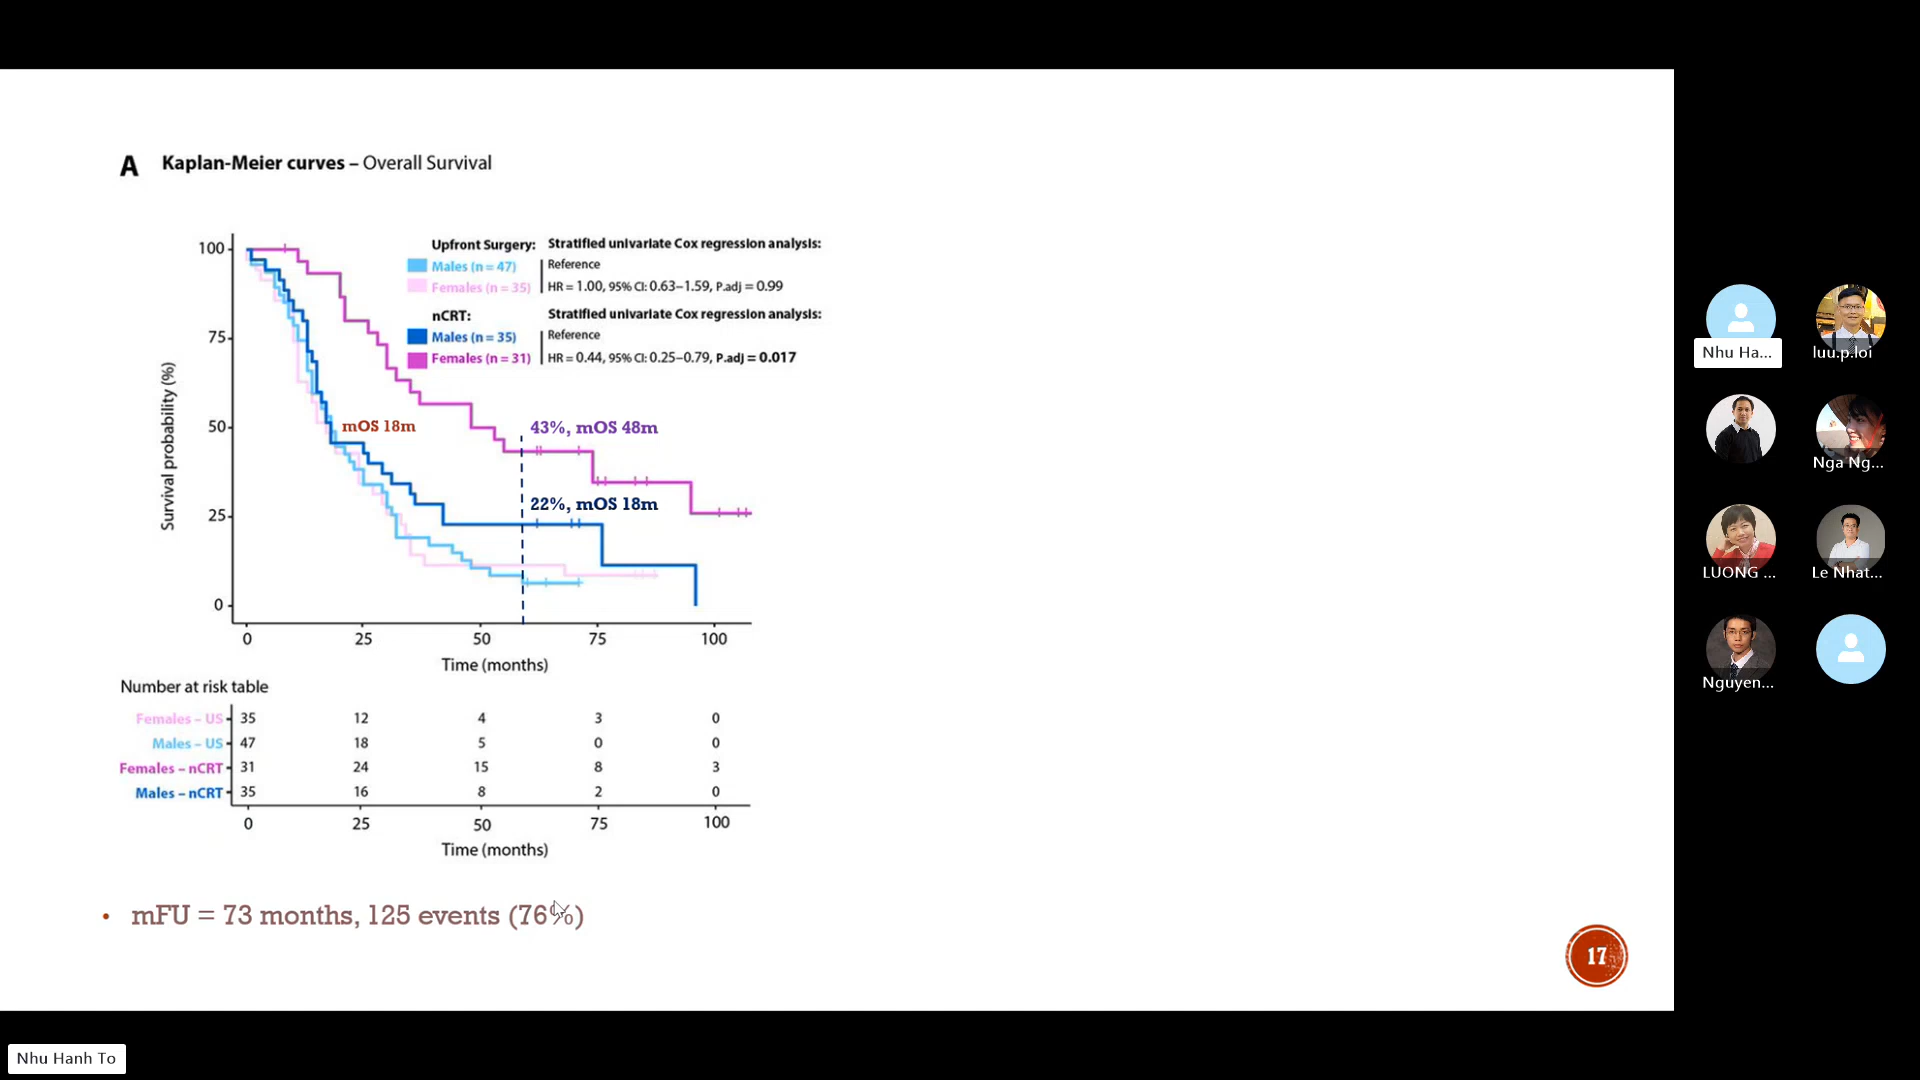 A Kaplan-Meier curves – Overall Survival
Upfront Surgery: Stratified univariate Cox regression analysis:
Males (n = 47) Reference
Females (n = 35) HR = 1.00, 95% CI: 0.63–1.59, P.adj = 0.99
nCRT: Stratified univariate Cox regression analysis:
Males (n = 35) Reference
Females (n = 31) HR = 0.44, 95% CI: 0.25–0.79, P.adj = 0.017
Survival probability (%)
100
75
50
25
0
mOS 18m
43%, mOS 48m
22%, mOS 18m
0 25 50 75 100
Time (months)
Number at risk table
Females – US 35 12 4 3 0
Males – US 47 18 5 0 0
Females – nCRT 31 24 15 8 3
Males – nCRT 35 16 8 2 0
0 25 50 75 100
Time (months)
• mFU = 73 months, 125 events (76%)
17
Nhu Ha...
luu.p.loi
Nga Ng...
LUONG ...
Le Nhat...
Nguyen...
Nhu Hanh To